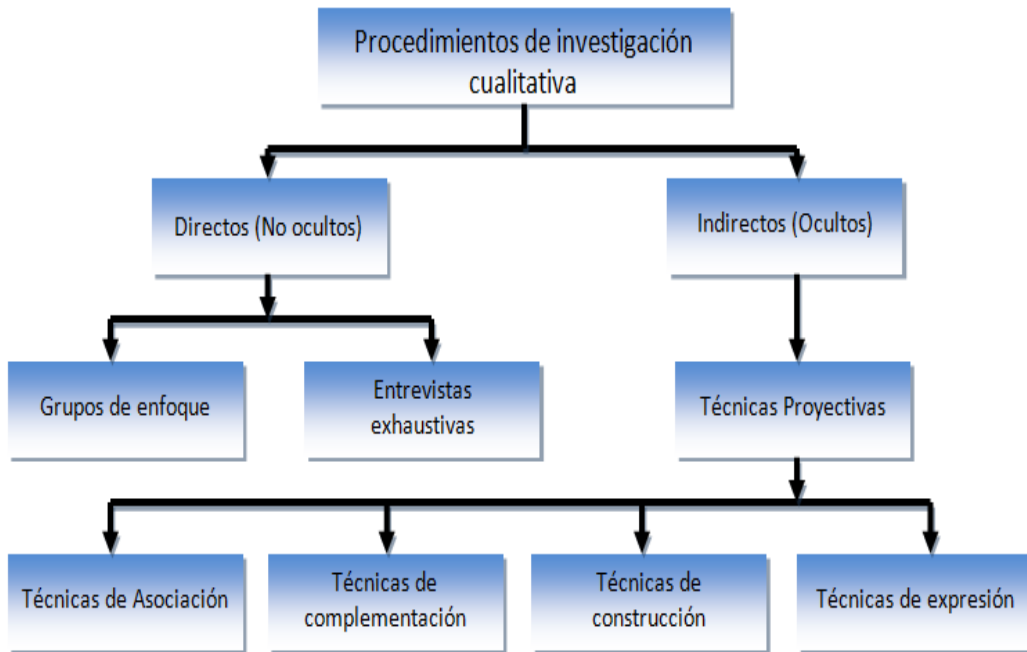 Procedimientos de investigación
cualitativa
Directos (No ocultos)
Indirectos (Ocultos)
Grupos de enfoque
Entrevistas
exhaustivas
Técnicas Proyectivas
Técnicas de Asociación
Técnicas de
complementación
Técnicas de
construcción
Técnicas de expresión